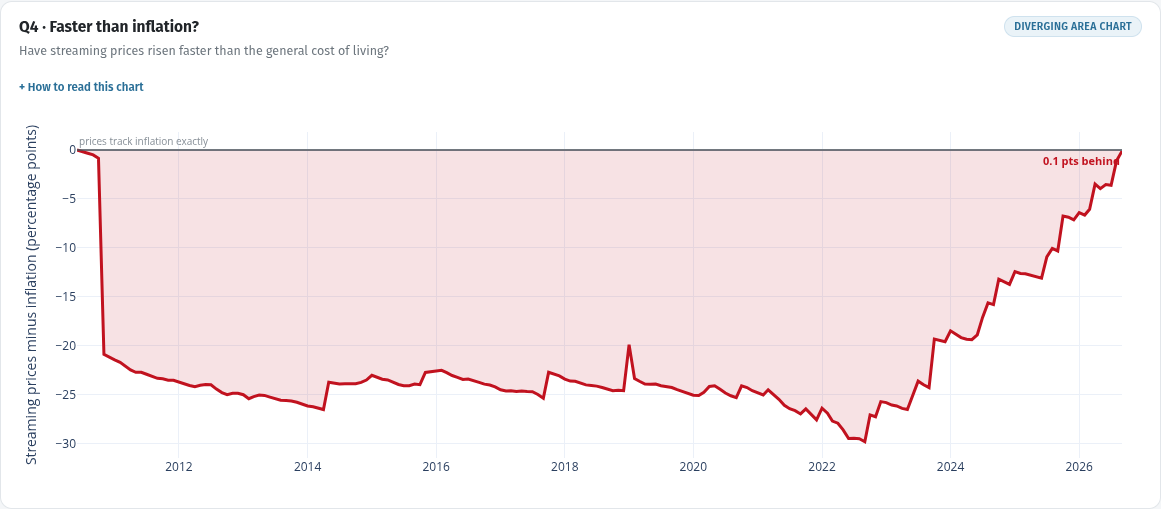 Q4 · Faster than inflation?
DIVERGING AREA CHART
Have streaming prices risen faster than the general cost of living?
+ How to read this chart
Streaming prices minus inflation (percentage points)
prices track inflation exactly
0.1 pts behind
0
−5
−10
−15
−20
−25
−30
2012
2014
2016
2018
2020
2022
2024
2026